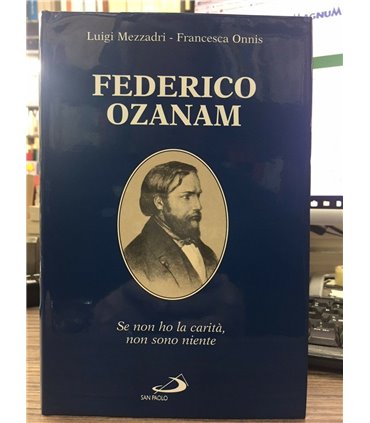 Luigi Mezzadri - Francesca Onnis
FEDERICO
OZANAM
Se non ho la carità,
non sono niente
SAN PAOLO